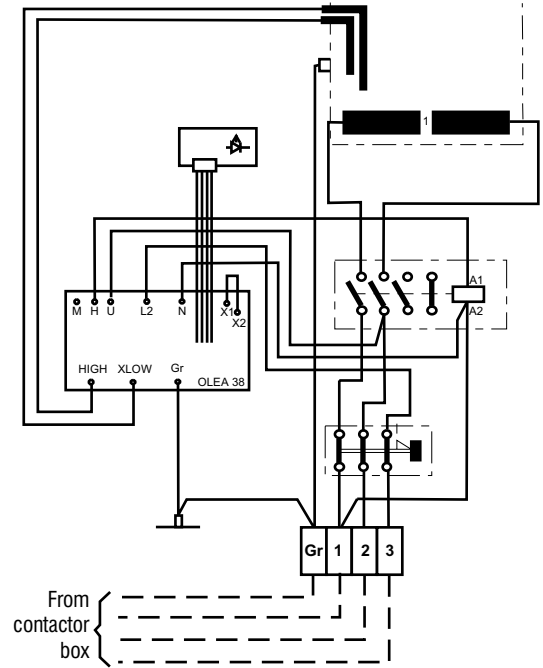 1
A1
A2
M H U L2 N X1
X2
HIGH XLOW Gr
OLEA 38
Gr 1 2 3
From
contactor
box